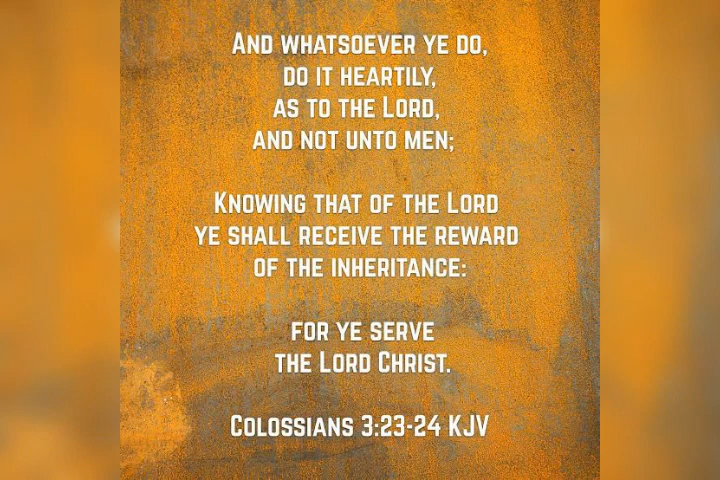 And whatsoever ye do,
do it heartily,
as to the Lord,
and not unto men;
Knowing that of the Lord
ye shall receive the reward
of the inheritance:
for ye serve
the Lord Christ.
Colossians 3:23-24 KJV